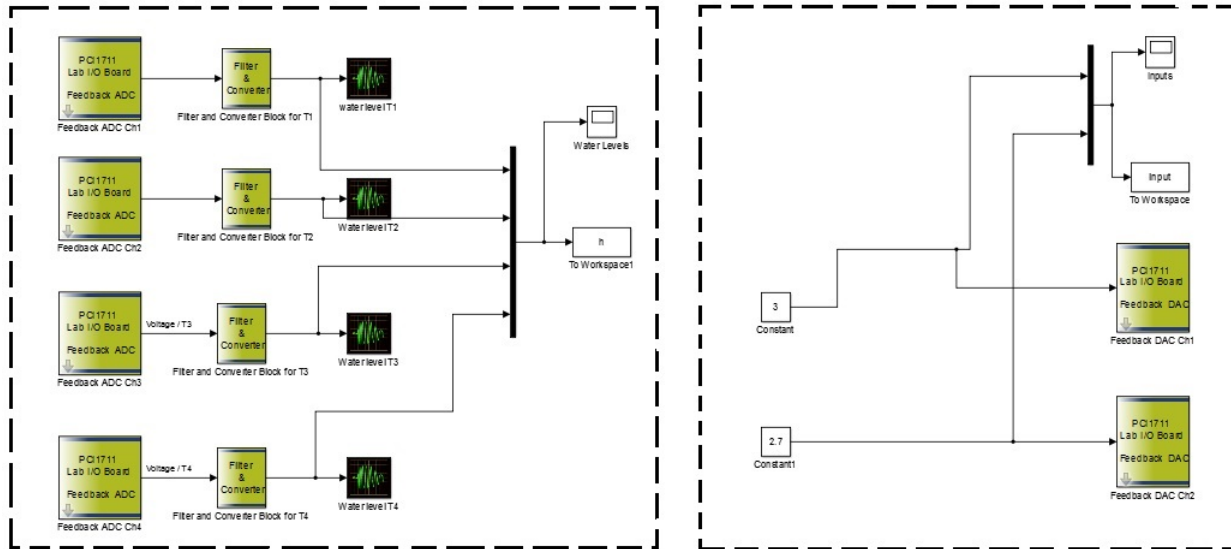 PCI1711
Lab I/O Board
Feedback ADC
Feedback ADC Ch1
Filter
&
Converter
Filter and Converter Block for T1
water level T1
PCI1711
Lab I/O Board
Feedback ADC
Feedback ADC Ch2
Filter
&
Converter
Filter and Converter Block for T2
Water level T2
PCI1711
Lab I/O Board
Feedback ADC
Feedback ADC Ch3
Voltage / T3
Filter
&
Converter
Filter and Converter Block for T3
Water level T3
PCI1711
Lab I/O Board
Feedback ADC
Feedback ADC Ch4
Voltage / T4
Filter
&
Converter
Filter and Converter Block for T4
Water level T4
Water Levels
h
To Workspace1
Inputs
Input
To Workspace
3
Constant
PCI1711
Lab I/O Board
Feedback DAC
Feedback DAC Ch1
2.7
Constant1
PCI1711
Lab I/O Board
Feedback DAC
Feedback DAC Ch2